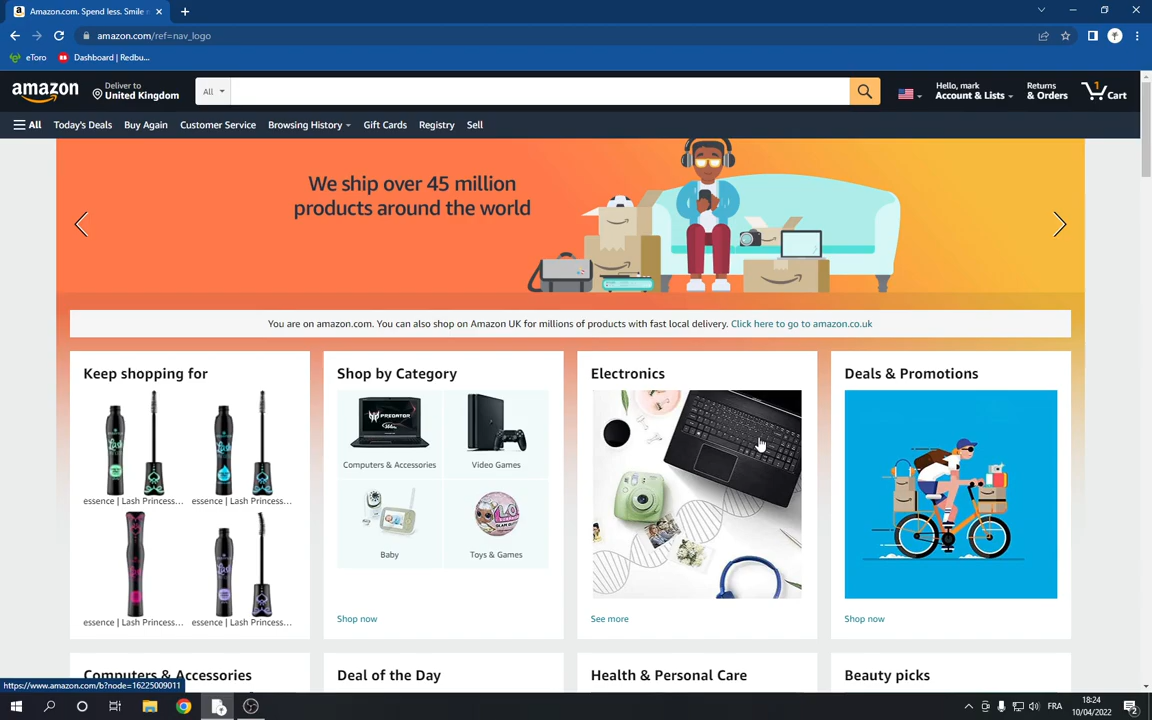 Amazon.com. Spend less. Smile
amazon.com/ref=nav_logo
eToro
Dashboard | Redbu...
amazon
Deliver to
United Kingdom
All
Hello, mark
Account & Lists
Returns
& Orders
1
Cart
All
Today's Deals
Buy Again
Customer Service
Browsing History
Gift Cards
Registry
Sell
We ship over 45 million
products around the world
You are on amazon.com. You can also shop on Amazon UK for millions of products with fast local delivery. Click here to go to amazon.co.uk
Keep shopping for
essence | Lash Princess...
essence | Lash Princess...
essence | Lash Princess...
essence | Lash Princess...
Shop by Category
PREDATOR
Computers & Accessories
Video Games
Baby
Toys & Games
Shop now
Electronics
See more
Deals & Promotions
Shop now
Computers & Accessories
Deal of the Day
Health & Personal Care
Beauty picks
https://www.amazon.com/b?node=16225009011
FRA
18:24
10/04/2022
2